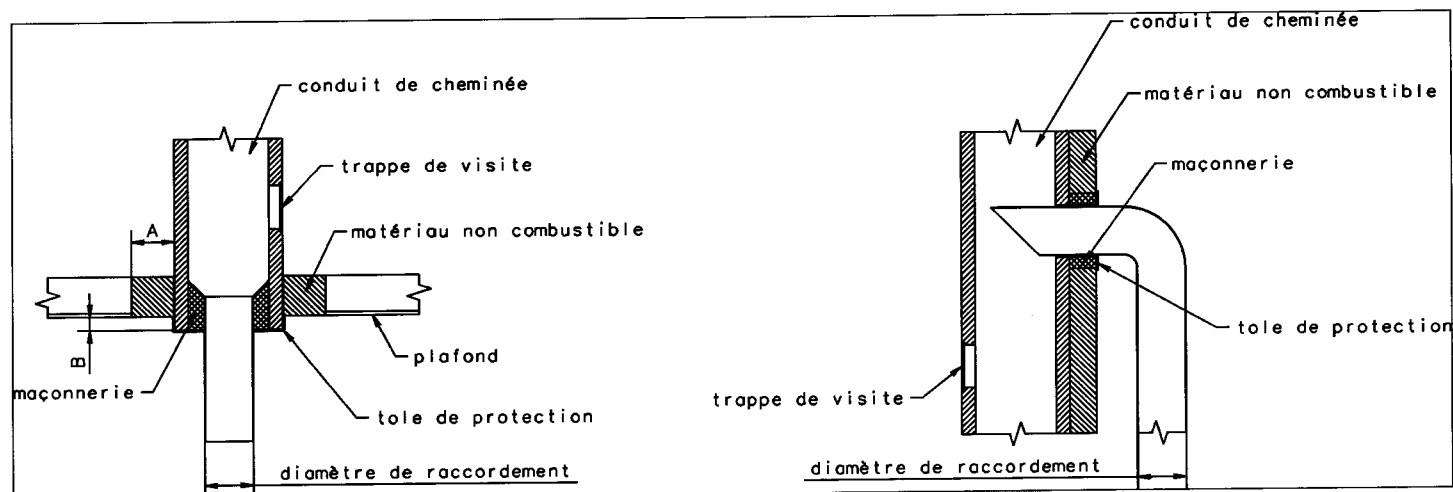 conduit de cheminée
trappe de visite
A
matériau non combustible
B
plafond
maçonnerie
tole de protection
diamètre de raccordement
conduit de cheminée
matériau non combustible
maçonnerie
tole de protection
trappe de visite
diamètre de raccordement